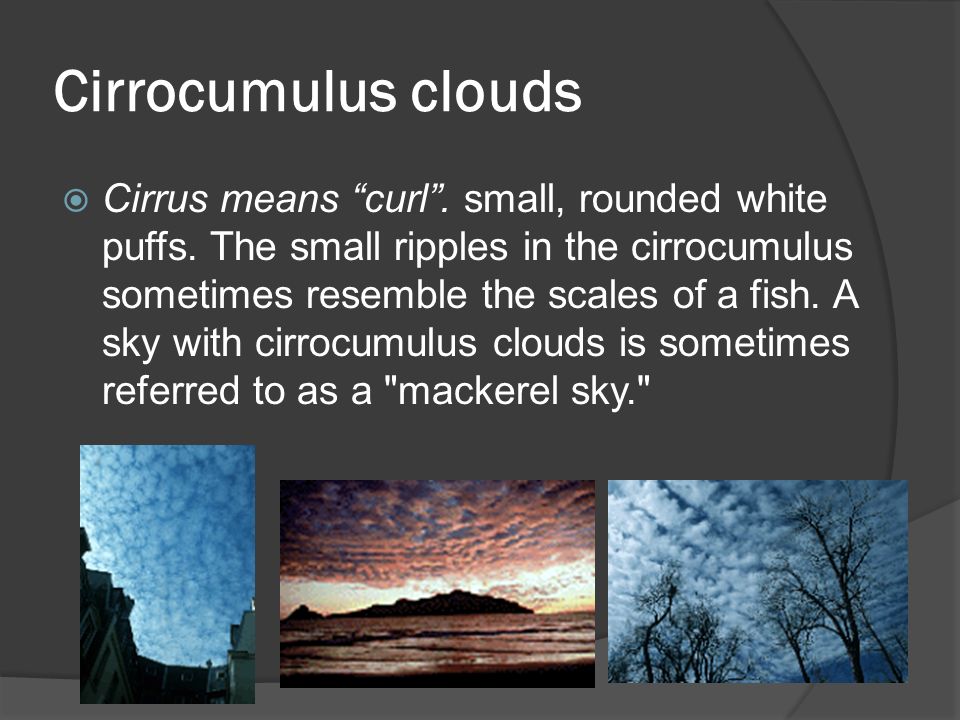 Cirrocumulus clouds
Cirrus means “curl”. small, rounded white
puffs. The small ripples in the cirrocumulus
sometimes resemble the scales of a fish. A
sky with cirrocumulus clouds is sometimes
referred to as a "mackerel sky."